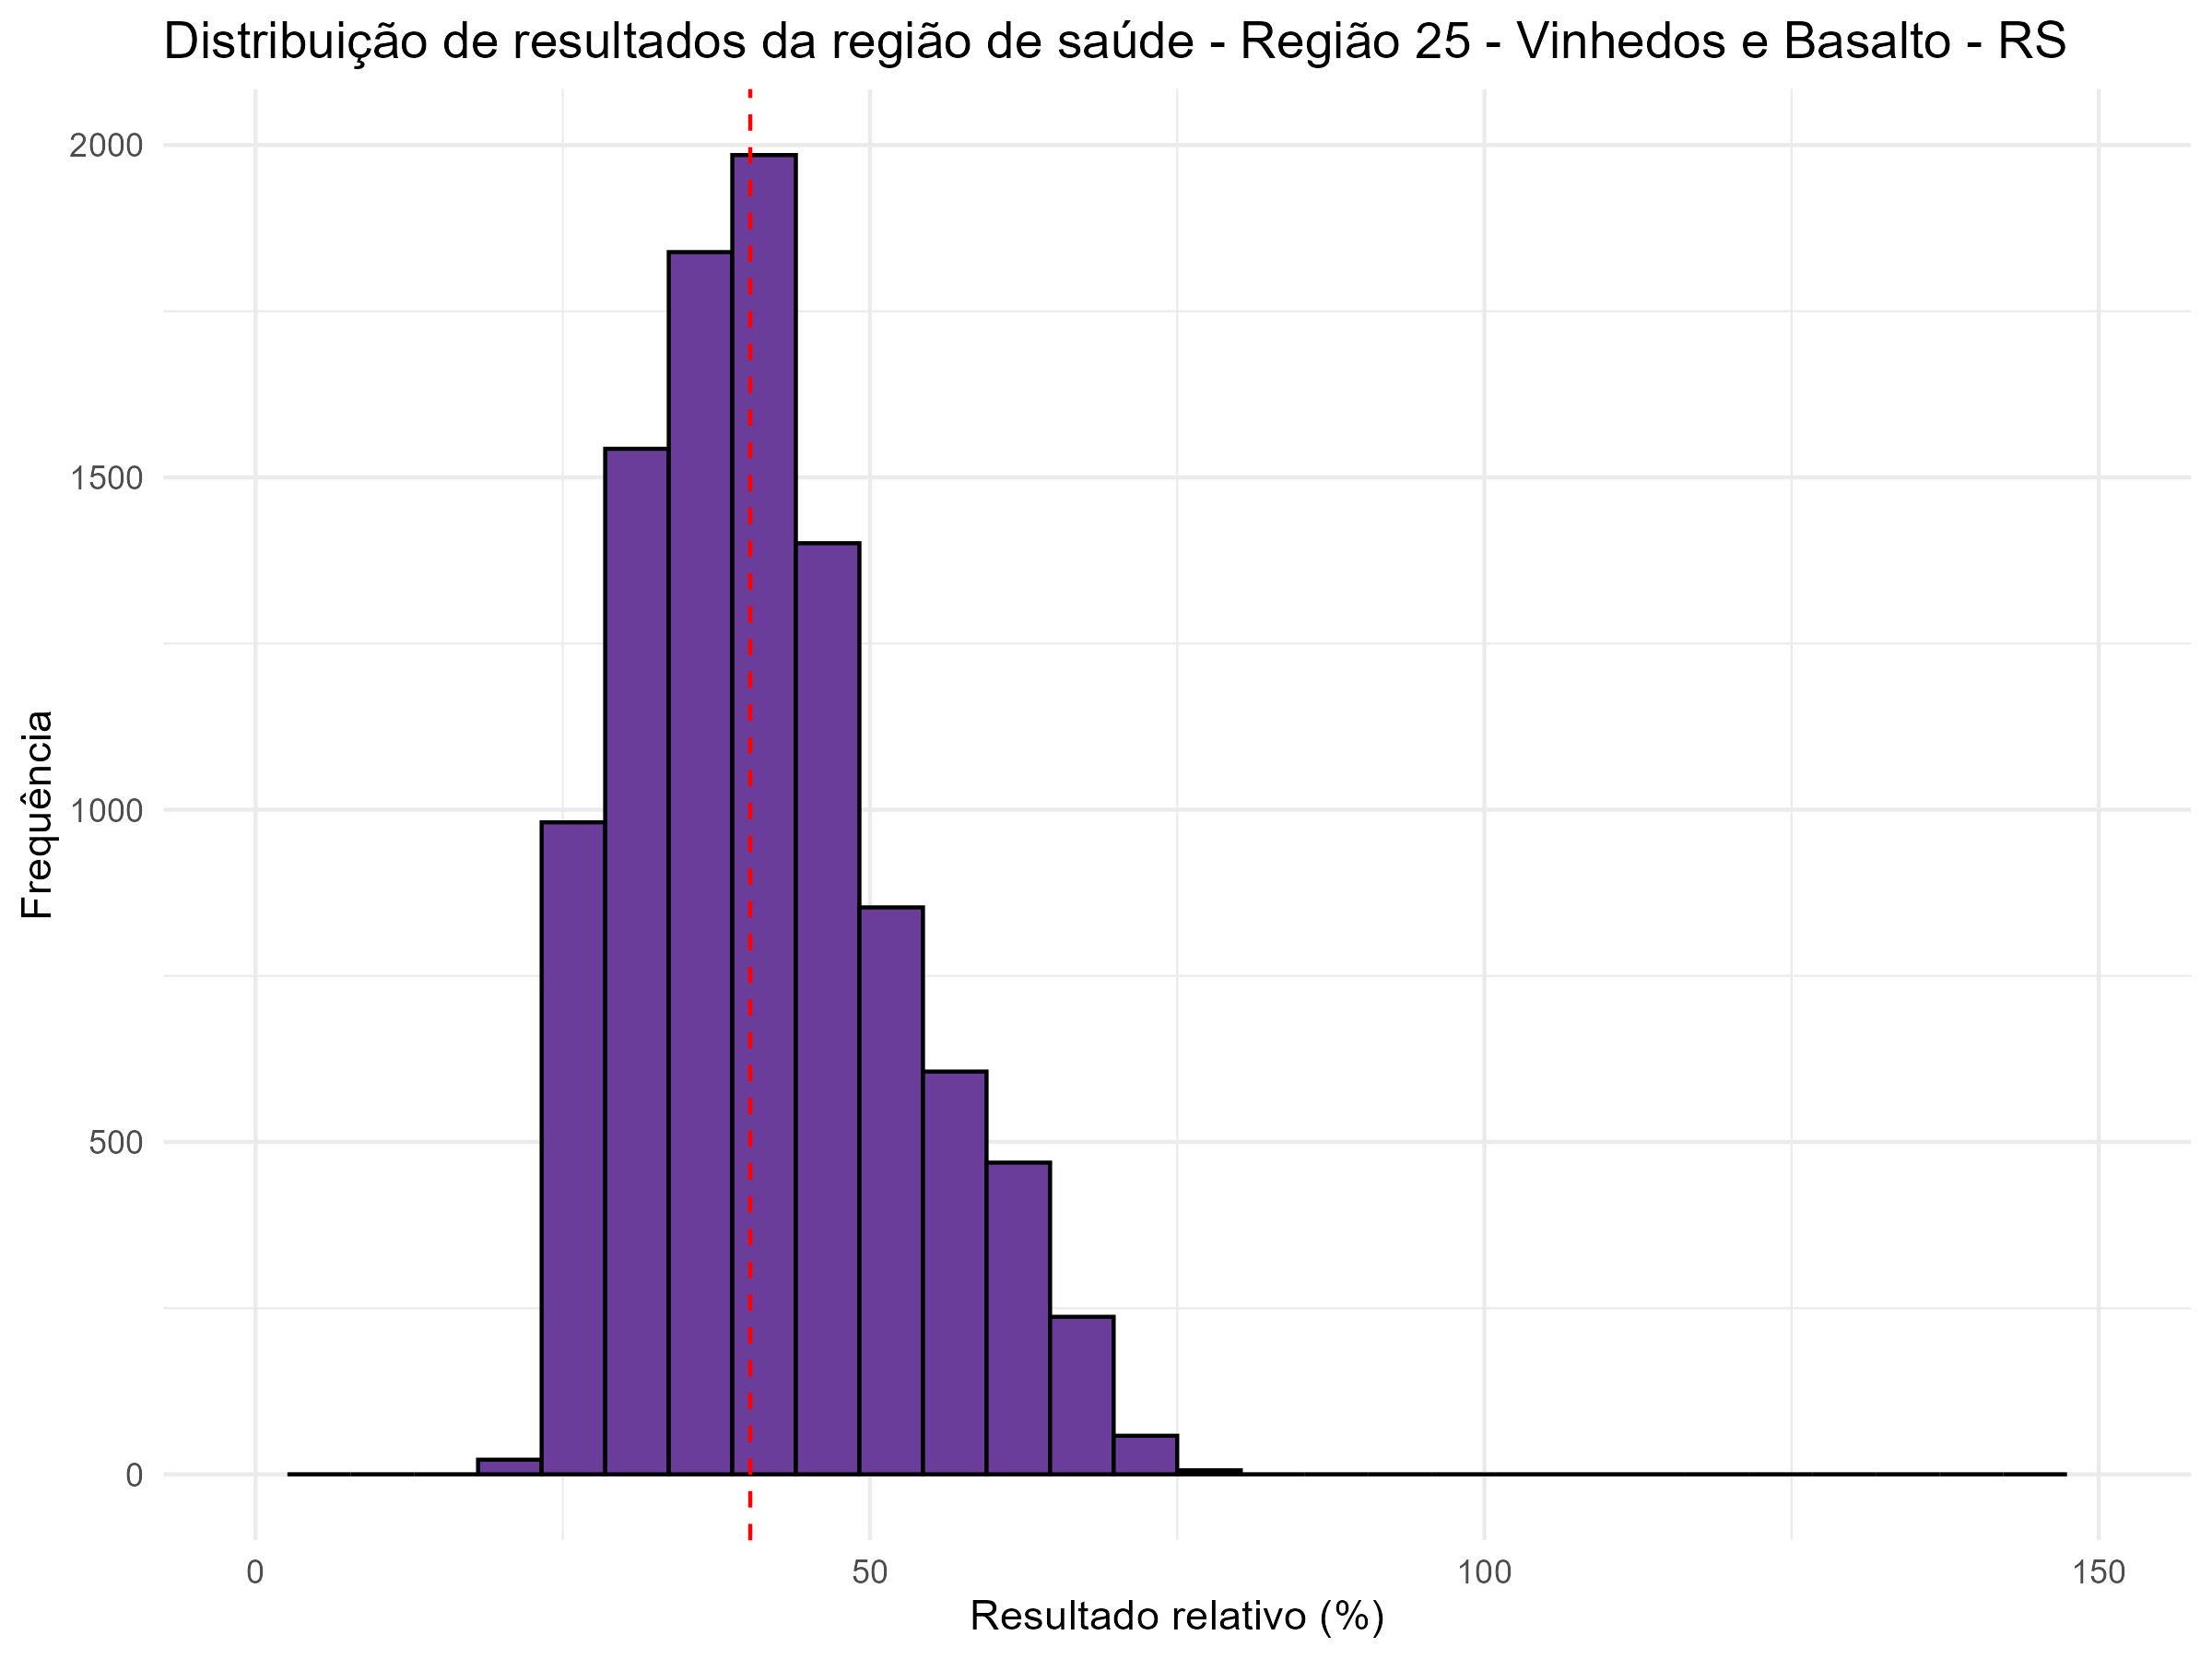 Distribuição de resultados da região de saúde - Região 25 - Vinhedos e Basalto - RS
2000
1500
1000
500
0
Frequência
0 50 100 150
Resultado relativo (%)